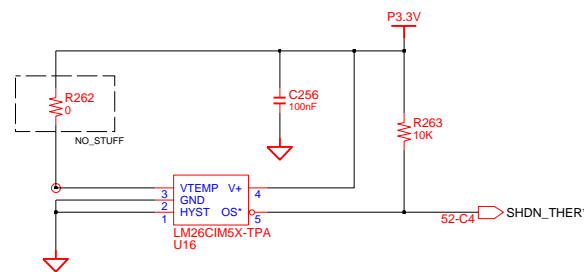 P3.3V
R262
0
NO_STUFF
C256
100nF
R263
10K
VTEMP V+
3 4
GND
2
HYST OS*
1 5
LM26CIM5X-TPA
U16
52-C4
SHDN_THER*